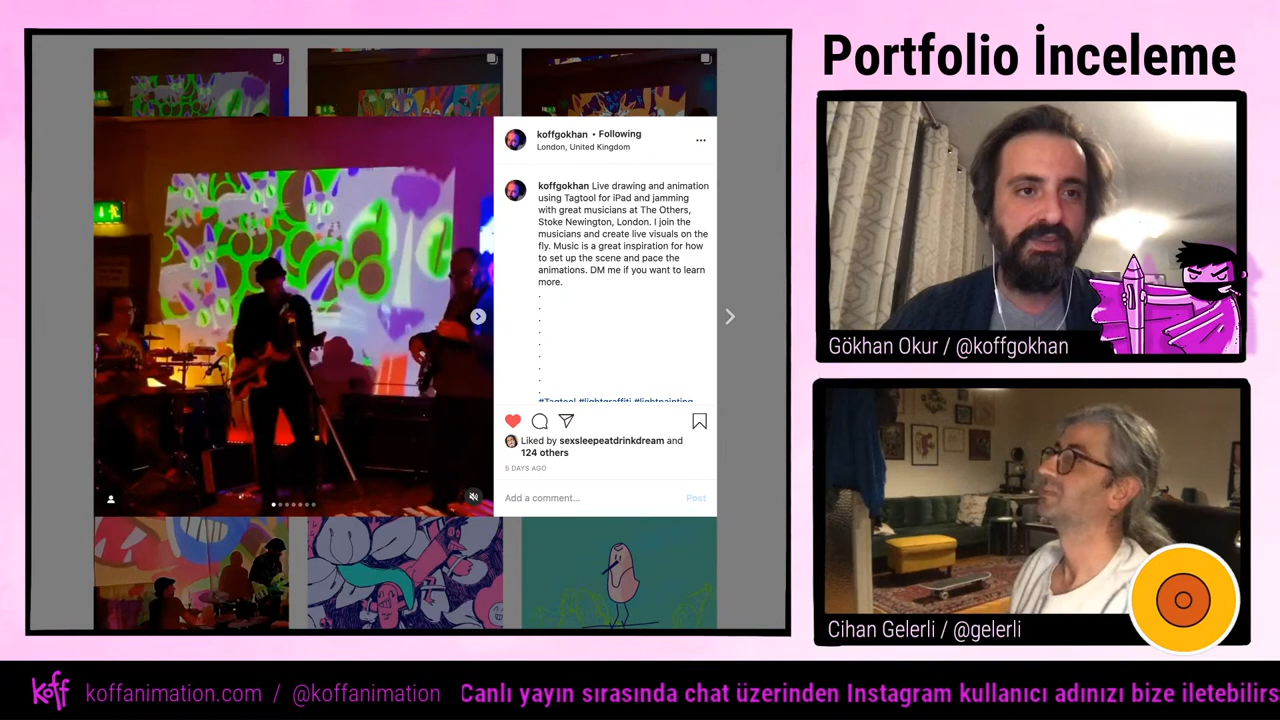 Portfolio İnceleme
koffgokhan • Following
London, United Kingdom
koffgokhan Live drawing and animation
using Tagtool for iPad and jamming
with great musicians at The Others,
Stoke Newington, London. I join the
musicians and create live visuals on the
fly. Music is a great inspiration for how
to set up the scene and pace the
animations. DM me if you want to learn
more.
.
.
.
.
.
.
.
.
.
#Tagtool #lightgraffiti #lightpainting
Liked by sexsleepeatdrinkdream and
124 others
5 DAYS AGO
Add a comment... Post
Gökhan Okur / @koffgokhan
Cihan Gelerli / @gelerli
koff koffanimation.com / @koffanimation Canlı yayın sırasında chat üzerinden Instagram kullanıcı adınızı bize iletebilirs